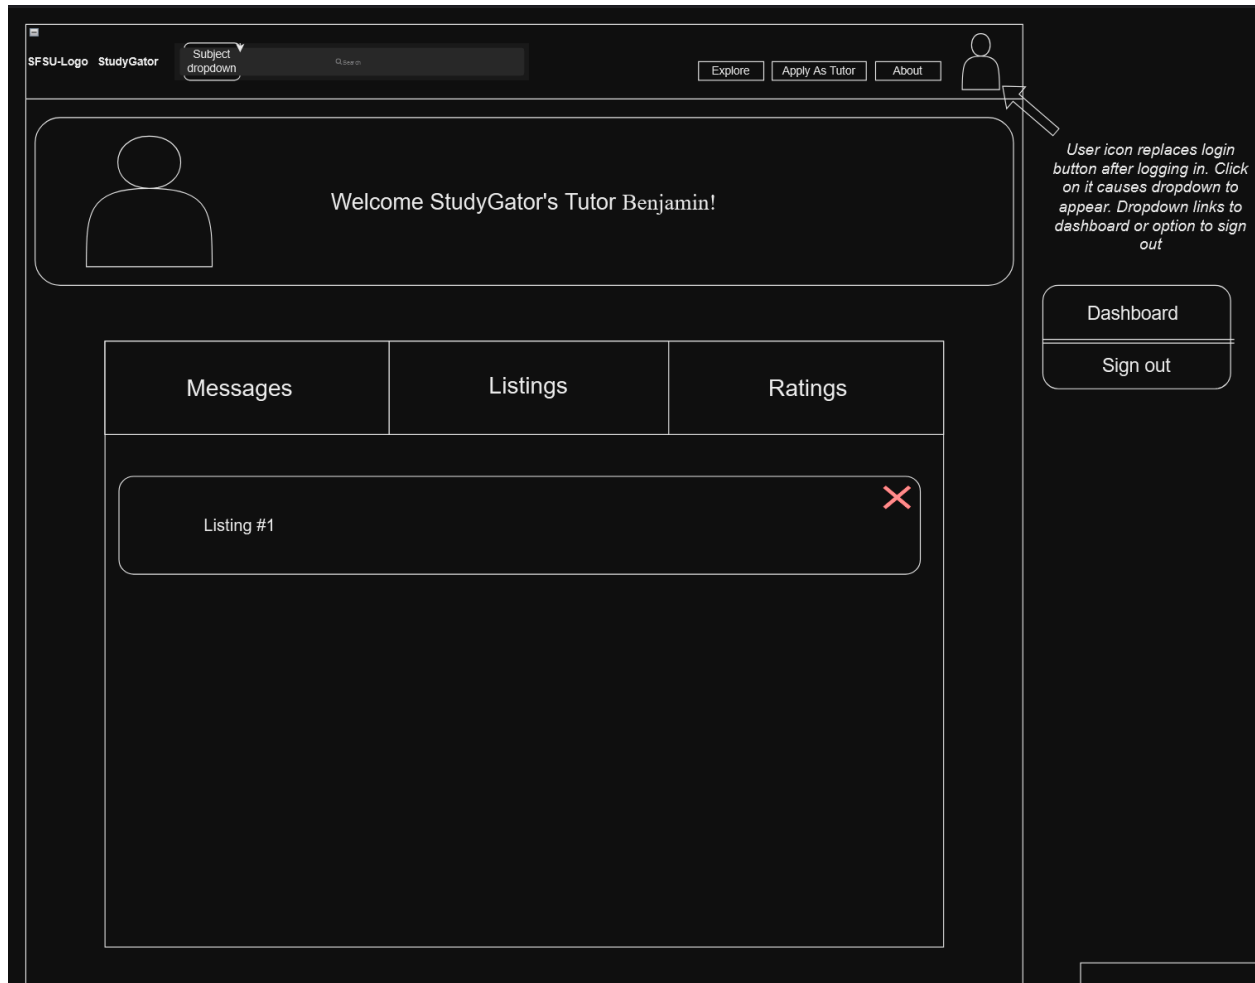 SFSU-Logo StudyGator
Subject
dropdown
Search
Explore
Apply As Tutor
About
User icon replaces login
button after logging in. Click
on it causes dropdown to
appear. Dropdown links to
dashboard or option to sign
out
Welcome StudyGator's Tutor Benjamin!
Dashboard
Sign out
Messages
Listings
Ratings
Listing #1